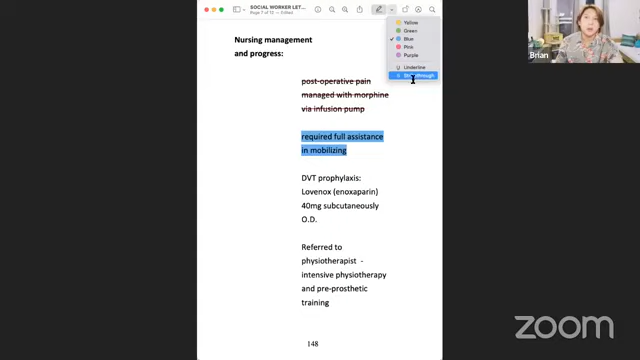 SOCIAL WORKER LET...
Page 7 of 12 – Edited
Yellow
Green
Blue
Pink
Purple
Underline
Strikethrough
Nursing management
and progress:
post-operative pain
managed with morphine
via infusion pump
required full assistance
in mobilizing
DVT prophylaxis:
Lovenox (enoxaparin)
40mg subcutaneously
O.D.
Referred to
physiotherapist -
intensive physiotherapy
and pre-prosthetic
training
148
Brian
zoom